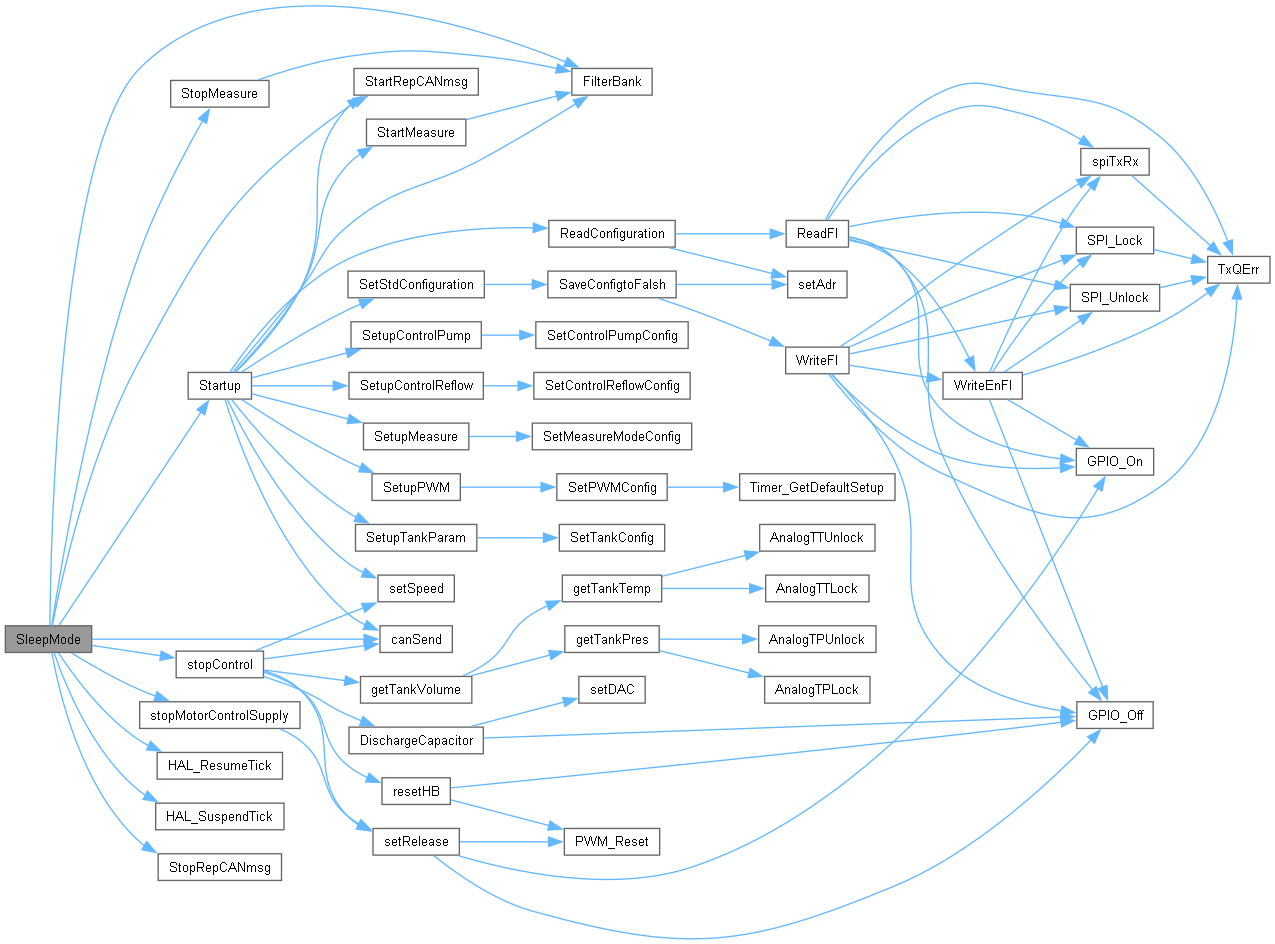 FilterBank
StartRepCANmsg
StopMeasure
StartMeasure
spiTxRx
ReadConfiguration
ReadFl
SPI_Lock
TxQErr
SetStdConfiguration
SaveConfigtoFalsh
setAdr
SPI_Unlock
SetupControlPump
SetControlPumpConfig
WriteFl
Startup
SetupControlReflow
SetControlReflowConfig
WriteEnFl
SetupMeasure
SetMeasureModeConfig
GPIO_On
SetupPWM
SetPWMConfig
Timer_GetDefaultSetup
SetupTankParam
SetTankConfig
AnalogTTUnlock
setSpeed
getTankTemp
AnalogTTLock
SleepMode
canSend
getTankPres
AnalogTPUnlock
stopControl
getTankVolume
setDAC
AnalogTPLock
stopMotorControlSupply
GPIO_Off
DischargeCapacitor
HAL_ResumeTick
resetHB
HAL_SuspendTick
setRelease
PWM_Reset
StopRepCANmsg